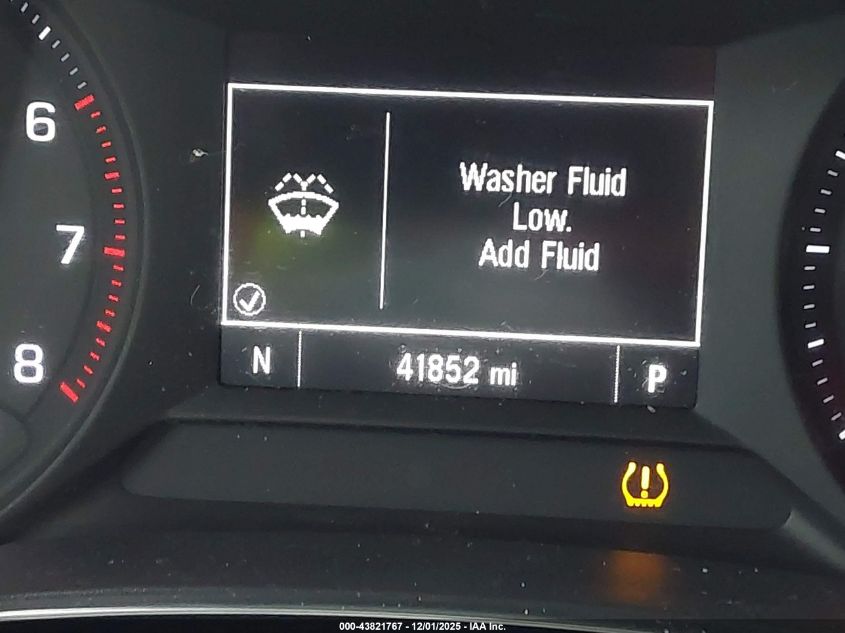 6
7
8
Washer Fluid
Low.
Add Fluid
N 41852 mi P
000-43821767 - 12/01/2025 - IAA Inc.